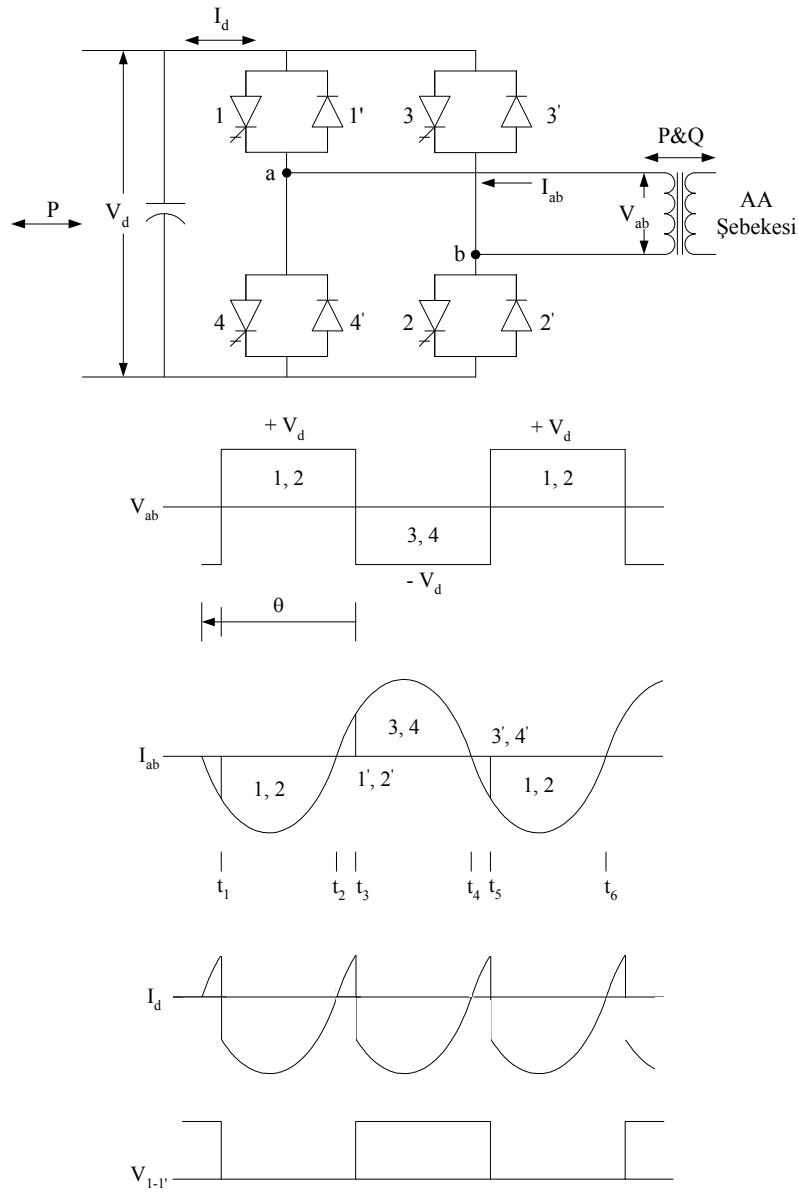 I_d
1 1' 3 3'
P&Q
a
I_ab
P V_d V_ab AA
Şebekesi
b
4 4' 2 2'
+ V_d + V_d
1, 2 1, 2
V_ab
3, 4
- V_d
θ
3, 4 3', 4'
I_ab
1, 2 1', 2' 1, 2
t_1 t_2 t_3 t_4 t_5 t_6
I_d
V_1-1'